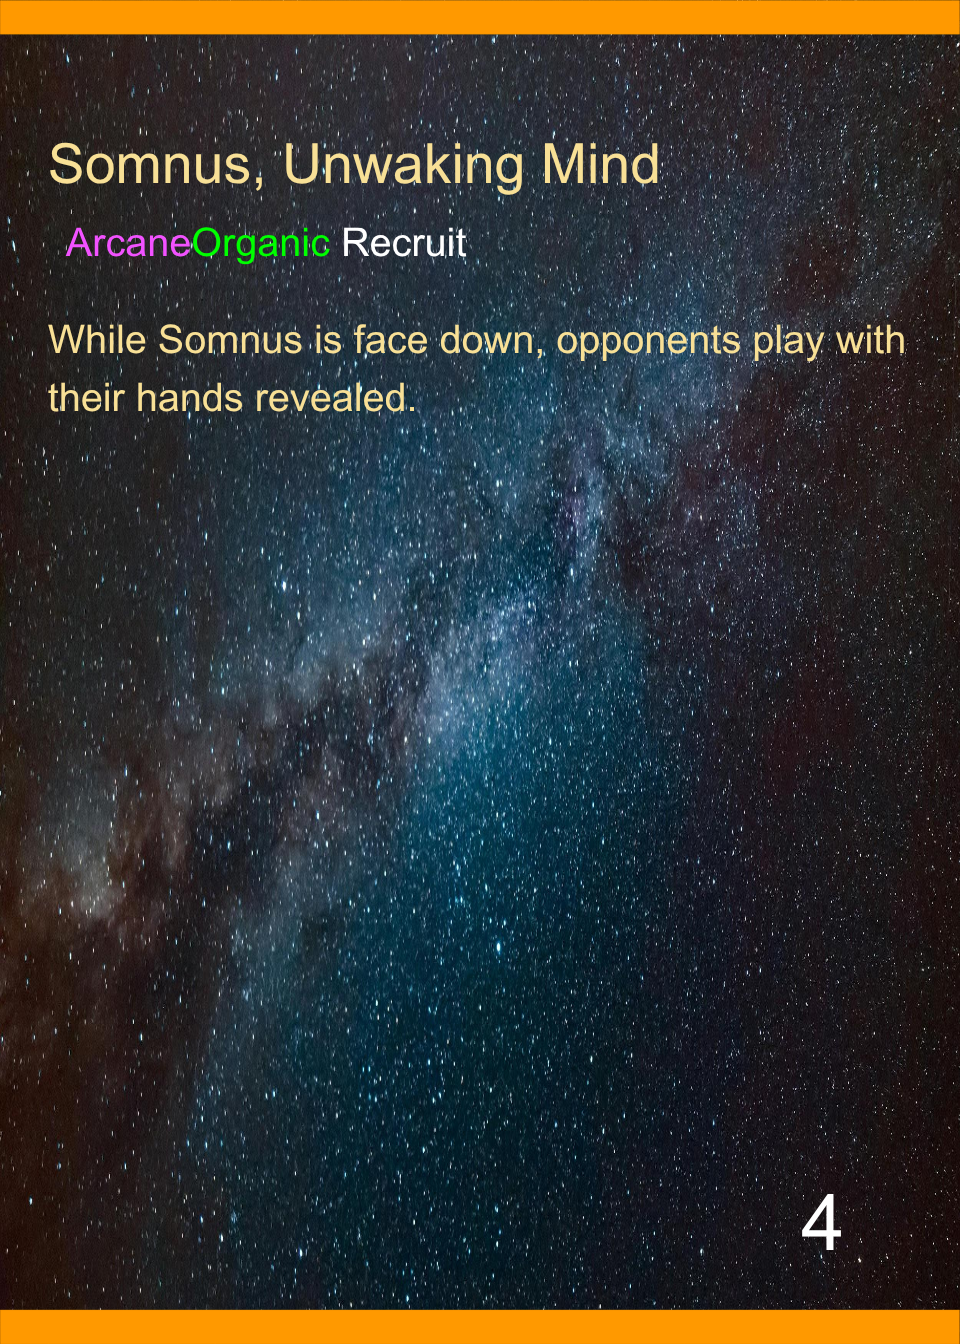 Somnus, Unwaking Mind
ArcaneOrganic Recruit
While Somnus is face down, opponents play with
their hands revealed.
4